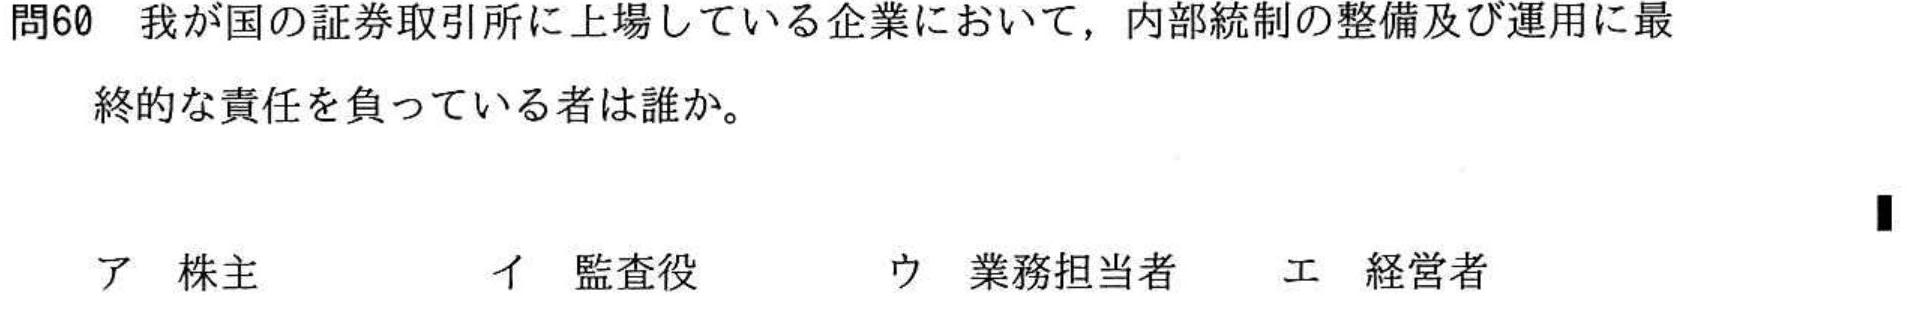 問60　我が国の証券取引所に上場している企業において，内部統制の整備及び運用に最
終的な責任を負っている者は誰か。
ア　株主　イ　監査役　ウ　業務担当者　エ　経営者